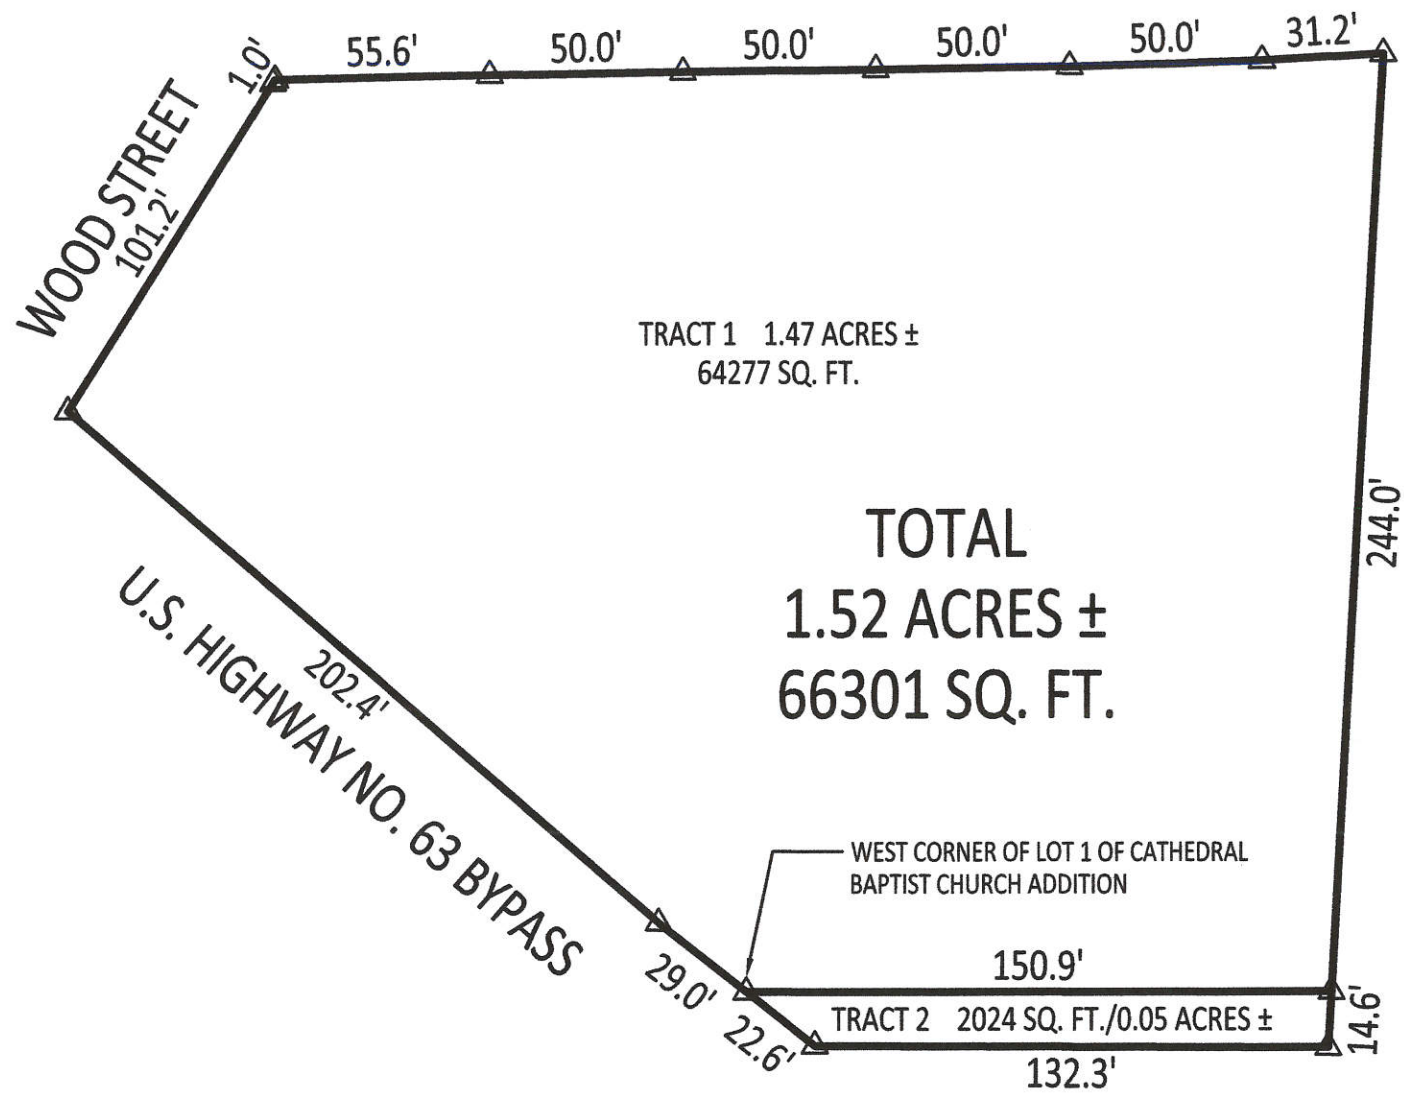 1.0'
55.6'
50.0'
50.0'
50.0'
50.0'
31.2'
WOOD STREET
101.2'
TRACT 1 1.47 ACRES ±
64277 SQ. FT.
TOTAL
1.52 ACRES ±
66301 SQ. FT.
244.0'
U.S. HIGHWAY NO. 63 BYPASS
202.4'
WEST CORNER OF LOT 1 OF CATHEDRAL
BAPTIST CHURCH ADDITION
29.0'
150.9'
TRACT 2 2024 SQ. FT./0.05 ACRES ±
14.6'
22.6'
132.3'